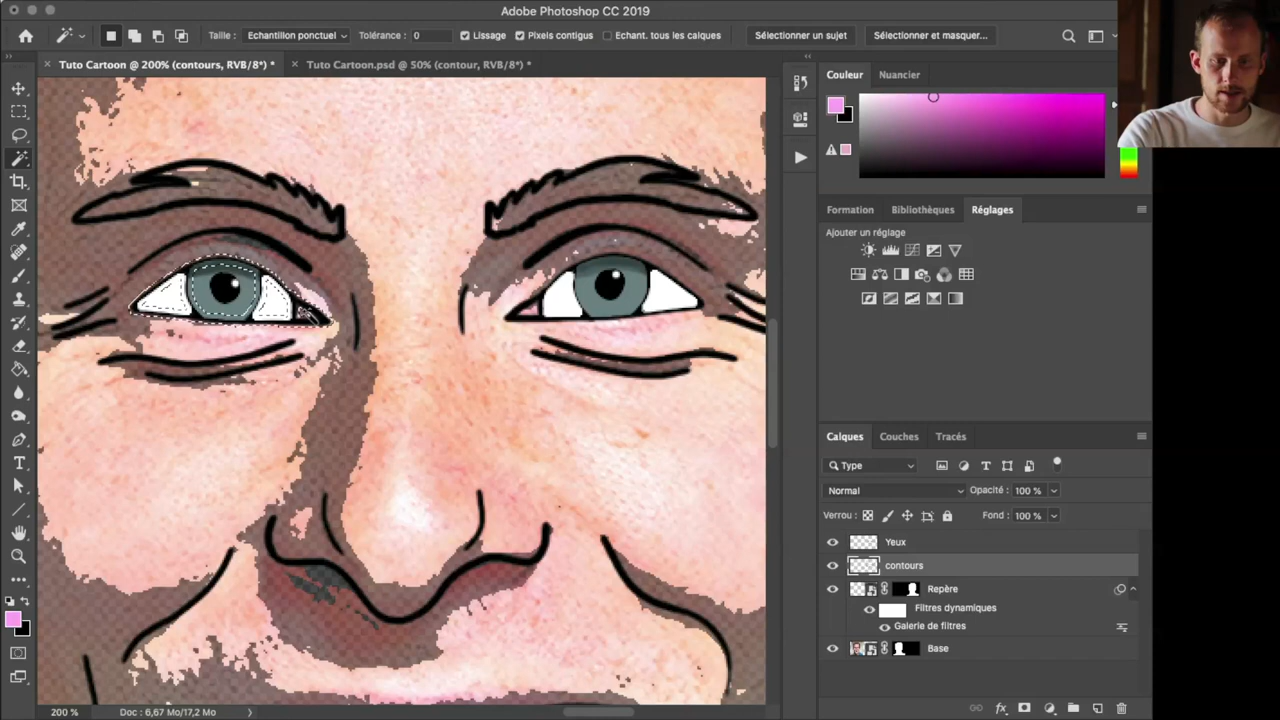 Adobe Photoshop CC 2019
Taille : Echantillon ponctuel Tolérance : 0 Lissage Pixels contigus Echant. tous les calques Sélectionner un sujet Sélectionner et masquer...
Tuto Cartoon @ 200% (contours, RVB/8*) * Tuto Cartoon.psd @ 50% (contour, RVB/8*) *
Couleur Nuancier
Formation Bibliothèques Réglages
Ajouter un réglage
Calques Couches Tracés
Type
Normal Opacité : 100 %
Verrou : Fond : 100 %
Yeux
contours
Repère
Filtres dynamiques
Galerie de filtres
Base
200 % Doc : 6,67 Mo/17,2 Mo